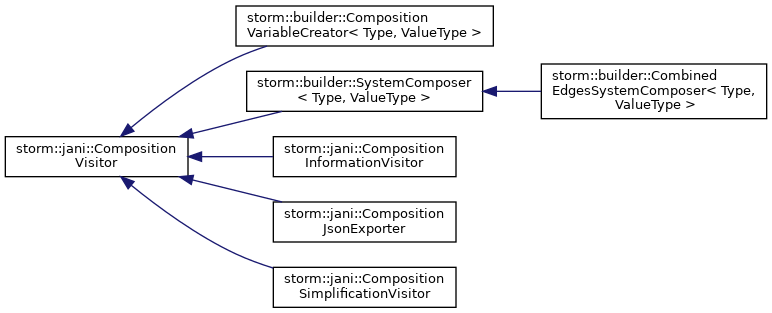 storm::builder::Composition
VariableCreator< Type, ValueType >
storm::builder::SystemComposer
< Type, ValueType >
storm::builder::Combined
EdgesSystemComposer< Type,
ValueType >
storm::jani::Composition
Visitor
storm::jani::Composition
InformationVisitor
storm::jani::Composition
JsonExporter
storm::jani::Composition
SimplificationVisitor